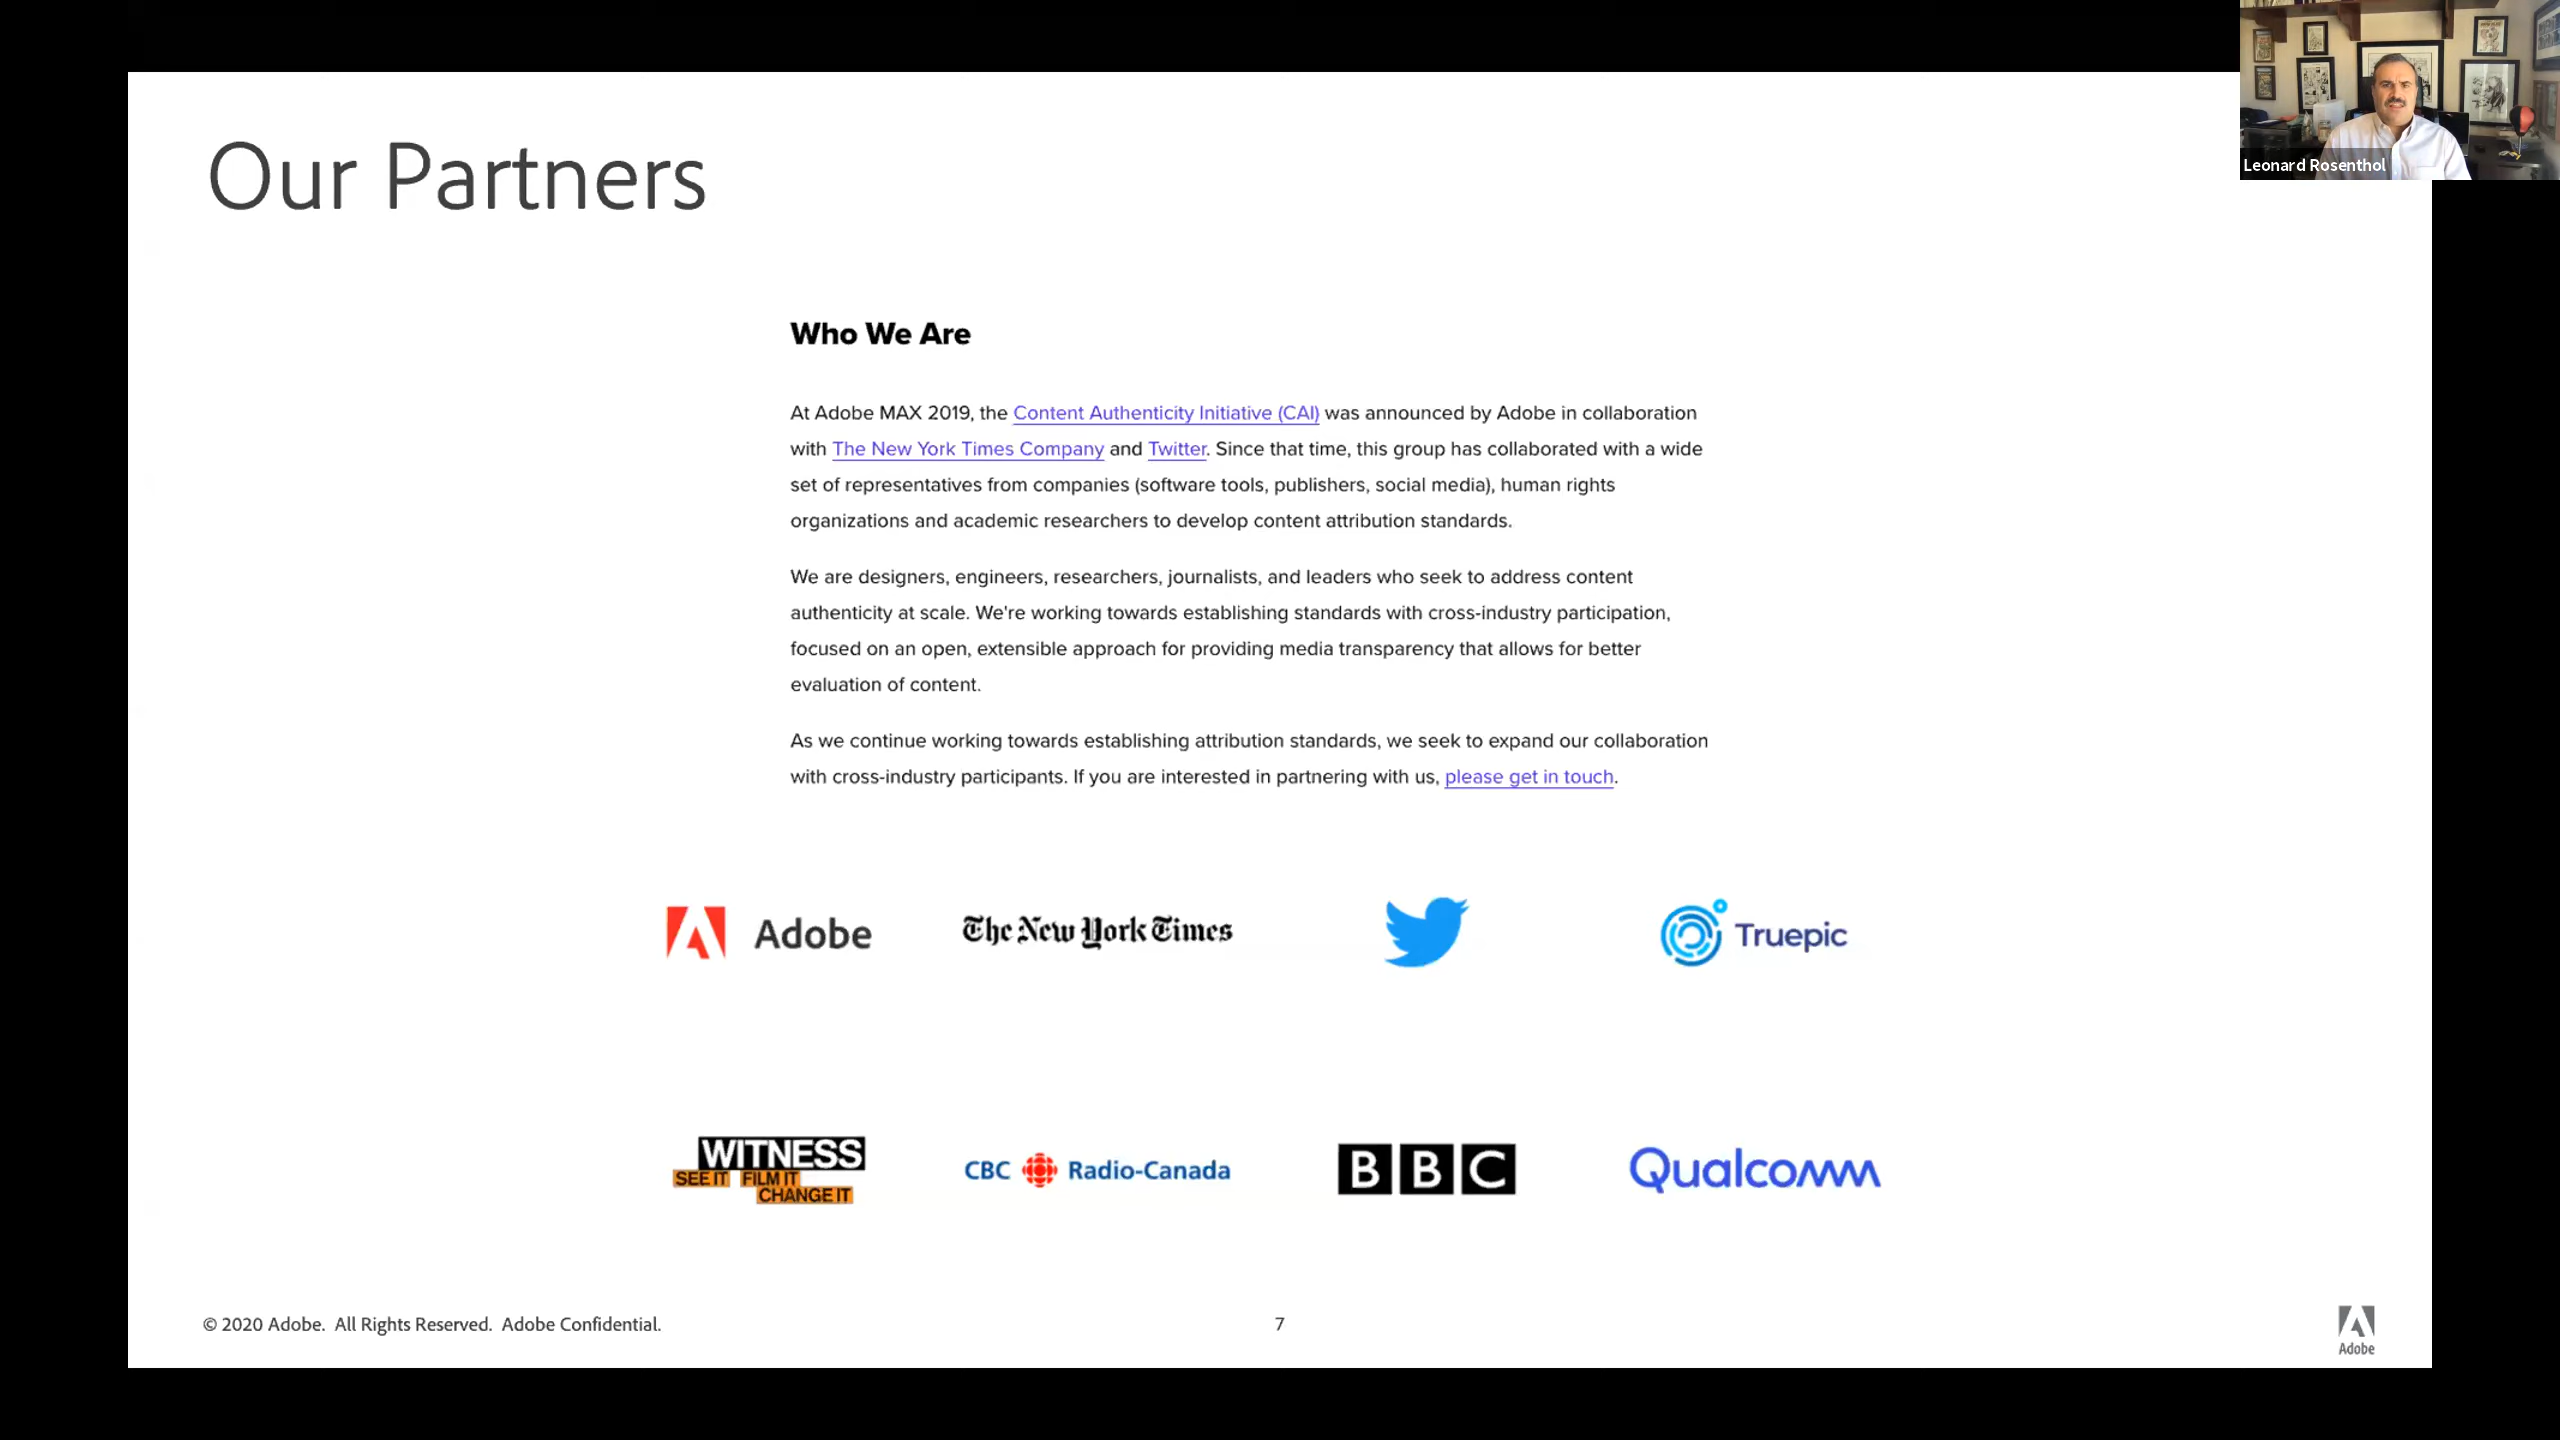 Our Partners
Leonard Rosenthol
Who We Are
At Adobe MAX 2019, the Content Authenticity Initiative (CAI) was announced by Adobe in collaboration
with The New York Times Company and Twitter. Since that time, this group has collaborated with a wide
set of representatives from companies (software tools, publishers, social media), human rights
organizations and academic researchers to develop content attribution standards.
We are designers, engineers, researchers, journalists, and leaders who seek to address content
authenticity at scale. We're working towards establishing standards with cross-industry participation,
focused on an open, extensible approach for providing media transparency that allows for better
evaluation of content.
As we continue working towards establishing attribution standards, we seek to expand our collaboration
with cross-industry participants. If you are interested in partnering with us, please get in touch.
Adobe
The New York Times
Truepic
WITNESS
SEE IT FILM IT
CHANGE IT
CBC Radio-Canada
BBC
Qualcomm
© 2020 Adobe. All Rights Reserved. Adobe Confidential.
7
Adobe